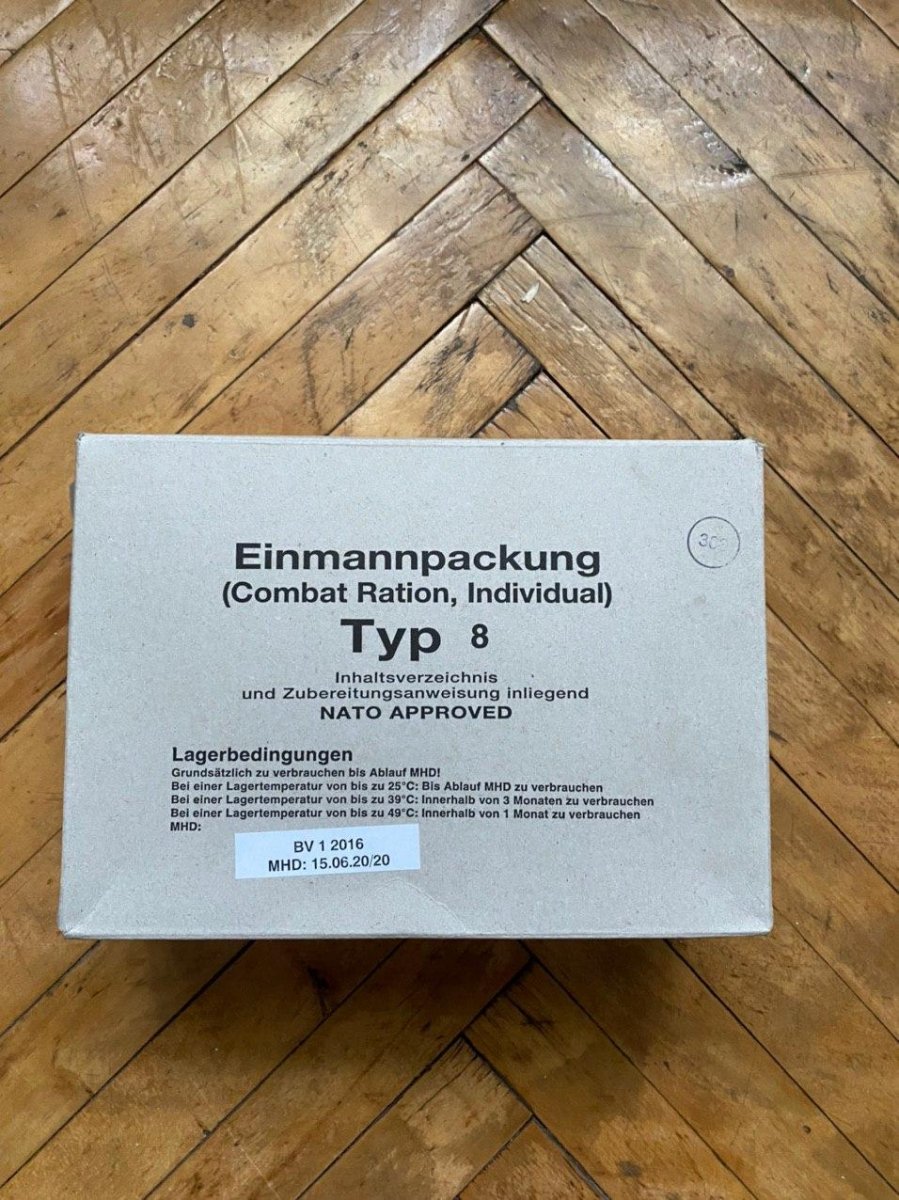 Einmannpackung
(Combat Ration, Individual)
Typ 8
Inhaltsverzeichnis
und Zubereitungsanweisung inliegend
NATO APPROVED
Lagerbedingungen
Grundsätzlich zu verbrauchen bis Ablauf MHD!
Bei einer Lagertemperatur von bis zu 25°C: Bis Ablauf MHD zu verbrauchen
Bei einer Lagertemperatur von bis zu 39°C: Innerhalb von 3 Monaten zu verbrauchen
Bei einer Lagertemperatur von bis zu 49°C: Innerhalb von 1 Monat zu verbrauchen
MHD:
BV 1 2016
MHD: 15.06.20/20